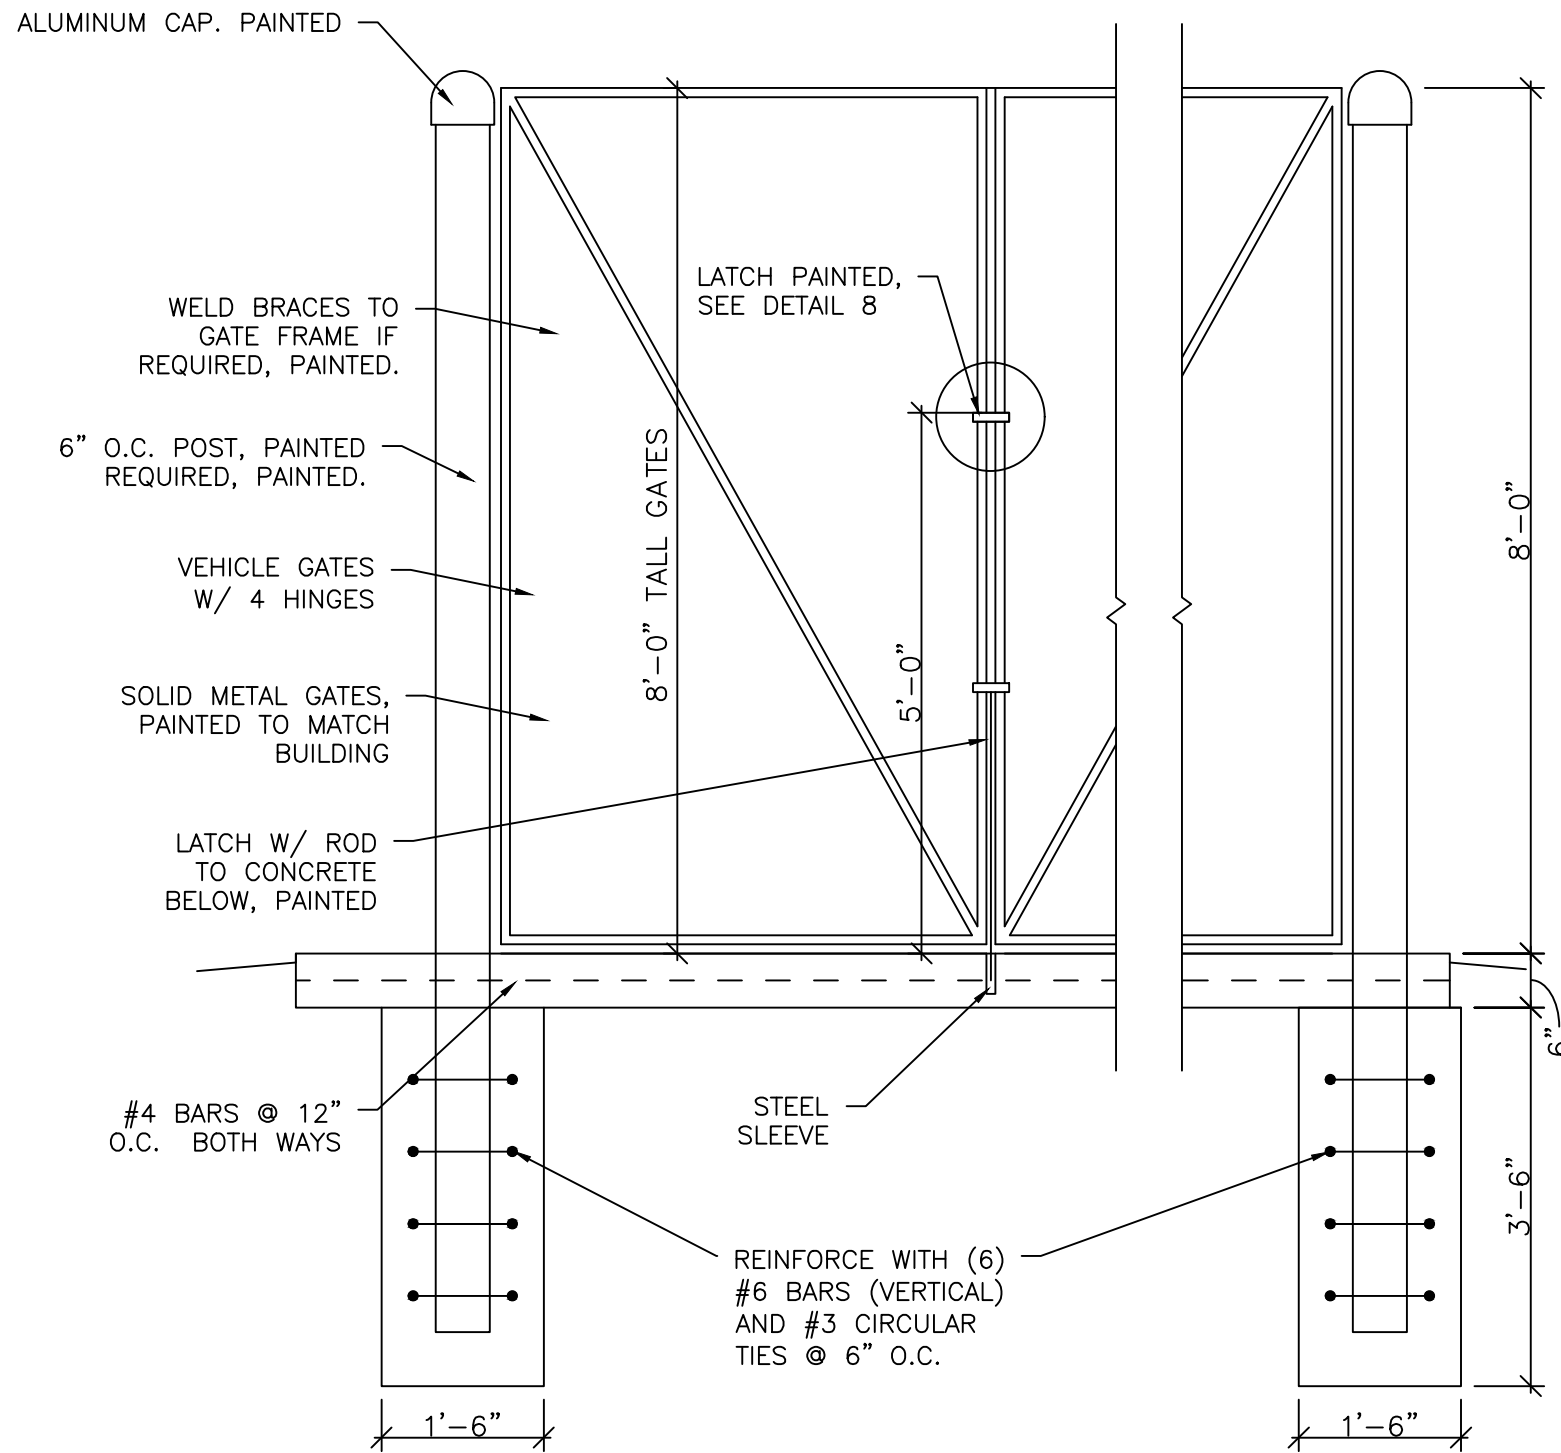 ALUMINUM CAP. PAINTED
WELD BRACES TO
GATE FRAME IF
REQUIRED, PAINTED.
LATCH PAINTED,
SEE DETAIL 8
6” O.C. POST, PAINTED
REQUIRED, PAINTED.
VEHICLE GATES
W/ 4 HINGES
SOLID METAL GATES,
PAINTED TO MATCH
BUILDING
LATCH W/ ROD
TO CONCRETE
BELOW, PAINTED
8’-0” TALL GATES
5’-0”
8’-0”
6”
3’-6”
#4 BARS @ 12”
O.C. BOTH WAYS
STEEL
SLEEVE
REINFORCE WITH (6)
#6 BARS (VERTICAL)
AND #3 CIRCULAR
TIES @ 6” O.C.
1’-6”
1’-6”